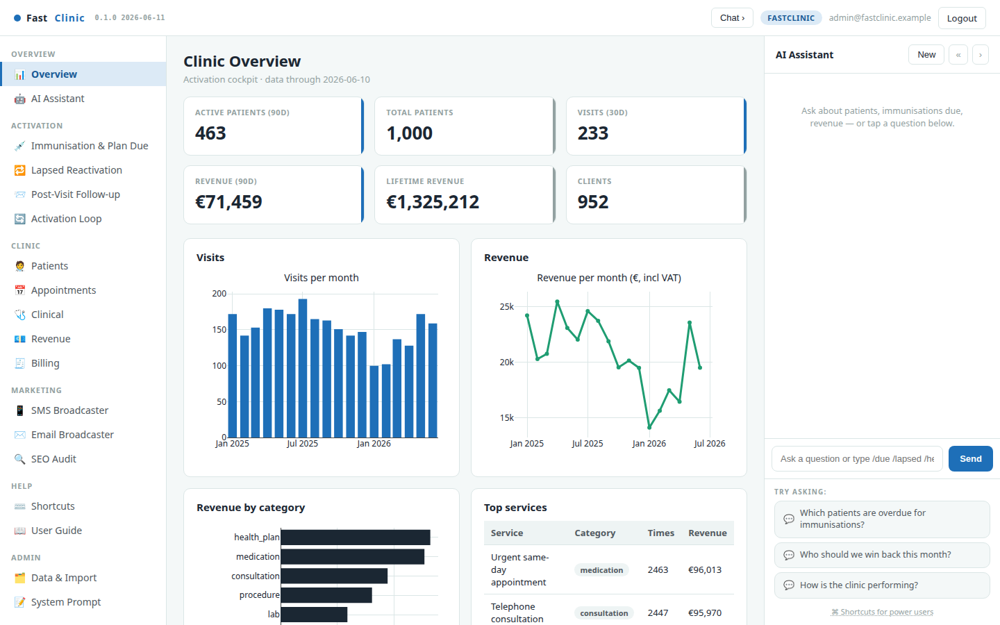 Fast Clinic 0.1.0 2026-06-11
Chat ›
FASTCLINIC
admin@fastclinic.example
Logout
OVERVIEW
Overview
AI Assistant
ACTIVATION
Immunisation & Plan Due
Lapsed Reactivation
Post-Visit Follow-up
Activation Loop
CLINIC
Patients
Appointments
Clinical
Revenue
Billing
MARKETING
SMS Broadcaster
Email Broadcaster
SEO Audit
HELP
Shortcuts
User Guide
ADMIN
Data & Import
System Prompt
Clinic Overview
Activation cockpit · data through 2026-06-10
ACTIVE PATIENTS (90D)
463
TOTAL PATIENTS
1,000
VISITS (30D)
233
REVENUE (90D)
€71,459
LIFETIME REVENUE
€1,325,212
CLIENTS
952
Visits
Visits per month
200
150
100
50
0
Jan 2025
Jul 2025
Jan 2026
Revenue
Revenue per month (€, incl VAT)
25k
20k
15k
Jan 2025
Jul 2025
Jan 2026
Jul 2026
Revenue by category
health_plan
medication
consultation
procedure
lab
Top services
Service Category Times Revenue
Urgent same-
day
appointment
medication
2463
€96,013
Telephone
consultation
consultation
2447
€95,970
AI Assistant
New
«
›
Ask about patients, immunisations due,
revenue — or tap a question below.
Ask a question or type /due /lapsed /he
Send
TRY ASKING:
Which patients are overdue for
immunisations?
Who should we win back this month?
How is the clinic performing?
⌘ Shortcuts for power users